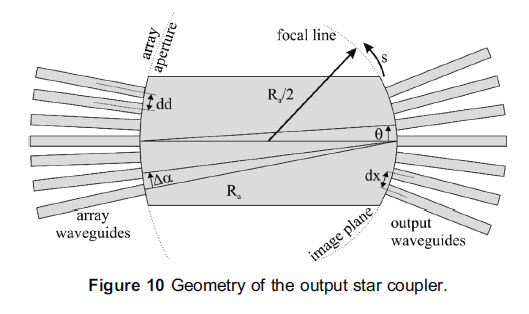 array
aperture
focal line
s
dd
Rₐ/2
θ
Δα
Rₐ
dx
array
waveguides
image plane
output
waveguides
Figure 10 Geometry of the output star coupler.